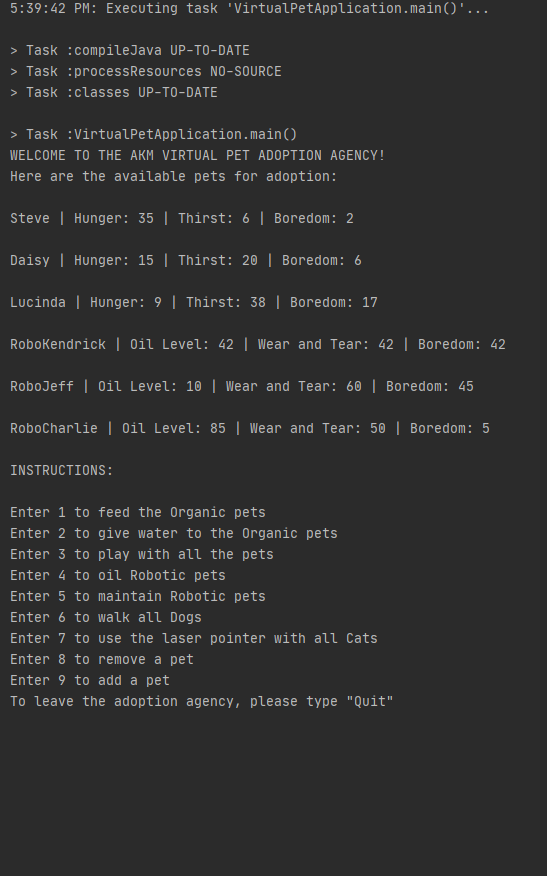 5:39:42 PM: Executing task 'VirtualPetApplication.main()'...
> Task :compileJava UP-TO-DATE
> Task :processResources NO-SOURCE
> Task :classes UP-TO-DATE
> Task :VirtualPetApplication.main()
WELCOME TO THE AKM VIRTUAL PET ADOPTION AGENCY!
Here are the available pets for adoption:
Steve | Hunger: 35 | Thirst: 6 | Boredom: 2
Daisy | Hunger: 15 | Thirst: 20 | Boredom: 6
Lucinda | Hunger: 9 | Thirst: 38 | Boredom: 17
RoboKendrick | Oil Level: 42 | Wear and Tear: 42 | Boredom: 42
RoboJeff | Oil Level: 10 | Wear and Tear: 60 | Boredom: 45
RoboCharlie | Oil Level: 85 | Wear and Tear: 50 | Boredom: 5
INSTRUCTIONS:
Enter 1 to feed the Organic pets
Enter 2 to give water to the Organic pets
Enter 3 to play with all the pets
Enter 4 to oil Robotic pets
Enter 5 to maintain Robotic pets
Enter 6 to walk all Dogs
Enter 7 to use the laser pointer with all Cats
Enter 8 to remove a pet
Enter 9 to add a pet
To leave the adoption agency, please type "Quit"